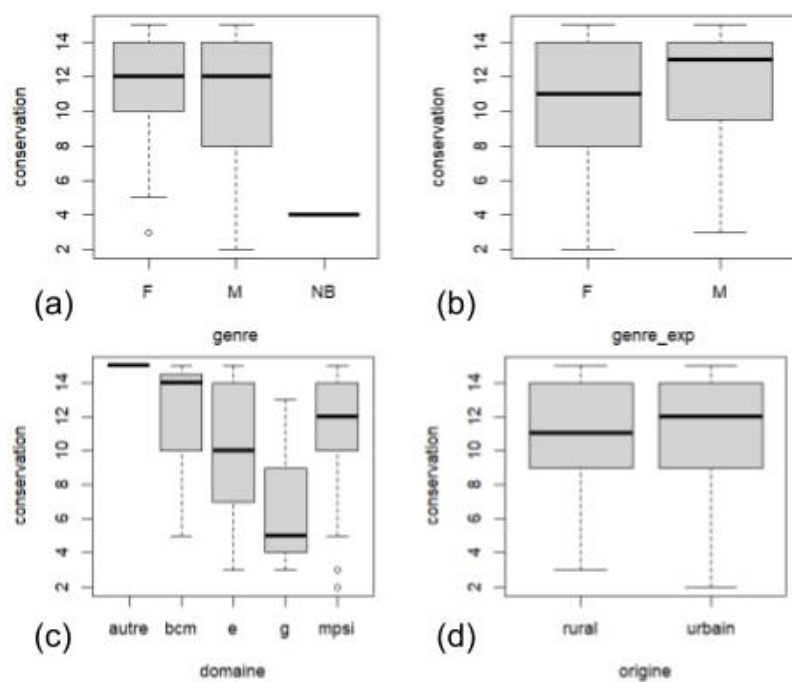 conservation
14
12
10
8
6
4
2
F M NB
(a)
genre
conservation
14
12
10
8
6
4
2
F M
(b)
genre_exp
conservation
14
12
10
8
6
4
2
autre bcm e g mpsi
(c)
domaine
conservation
14
12
10
8
6
4
2
rural urbain
(d)
origine